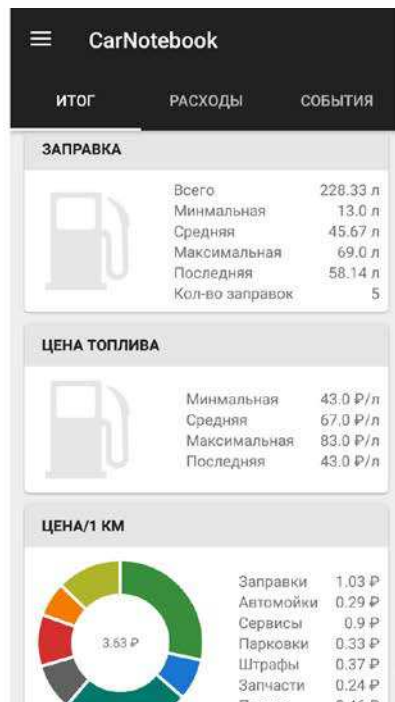 CarNotebook
ИТОГ РАСХОДЫ СОБЫТИЯ
ЗАПРАВКА
Всего 228.33 л
Минмальная 13.0 л
Средняя 45.67 л
Максимальная 69.0 л
Последняя 58.14 л
Кол-во заправок 5
ЦЕНА ТОПЛИВА
Минмальная 43.0 ₽/л
Средняя 67.0 ₽/л
Максимальная 83.0 ₽/л
Последняя 43.0 ₽/л
ЦЕНА/1 КМ
3.63 ₽
Заправки 1.03 ₽
Автомойки 0.29 ₽
Сервисы 0.9 ₽
Парковки 0.33 ₽
Штрафы 0.37 ₽
Запчасти 0.24 ₽